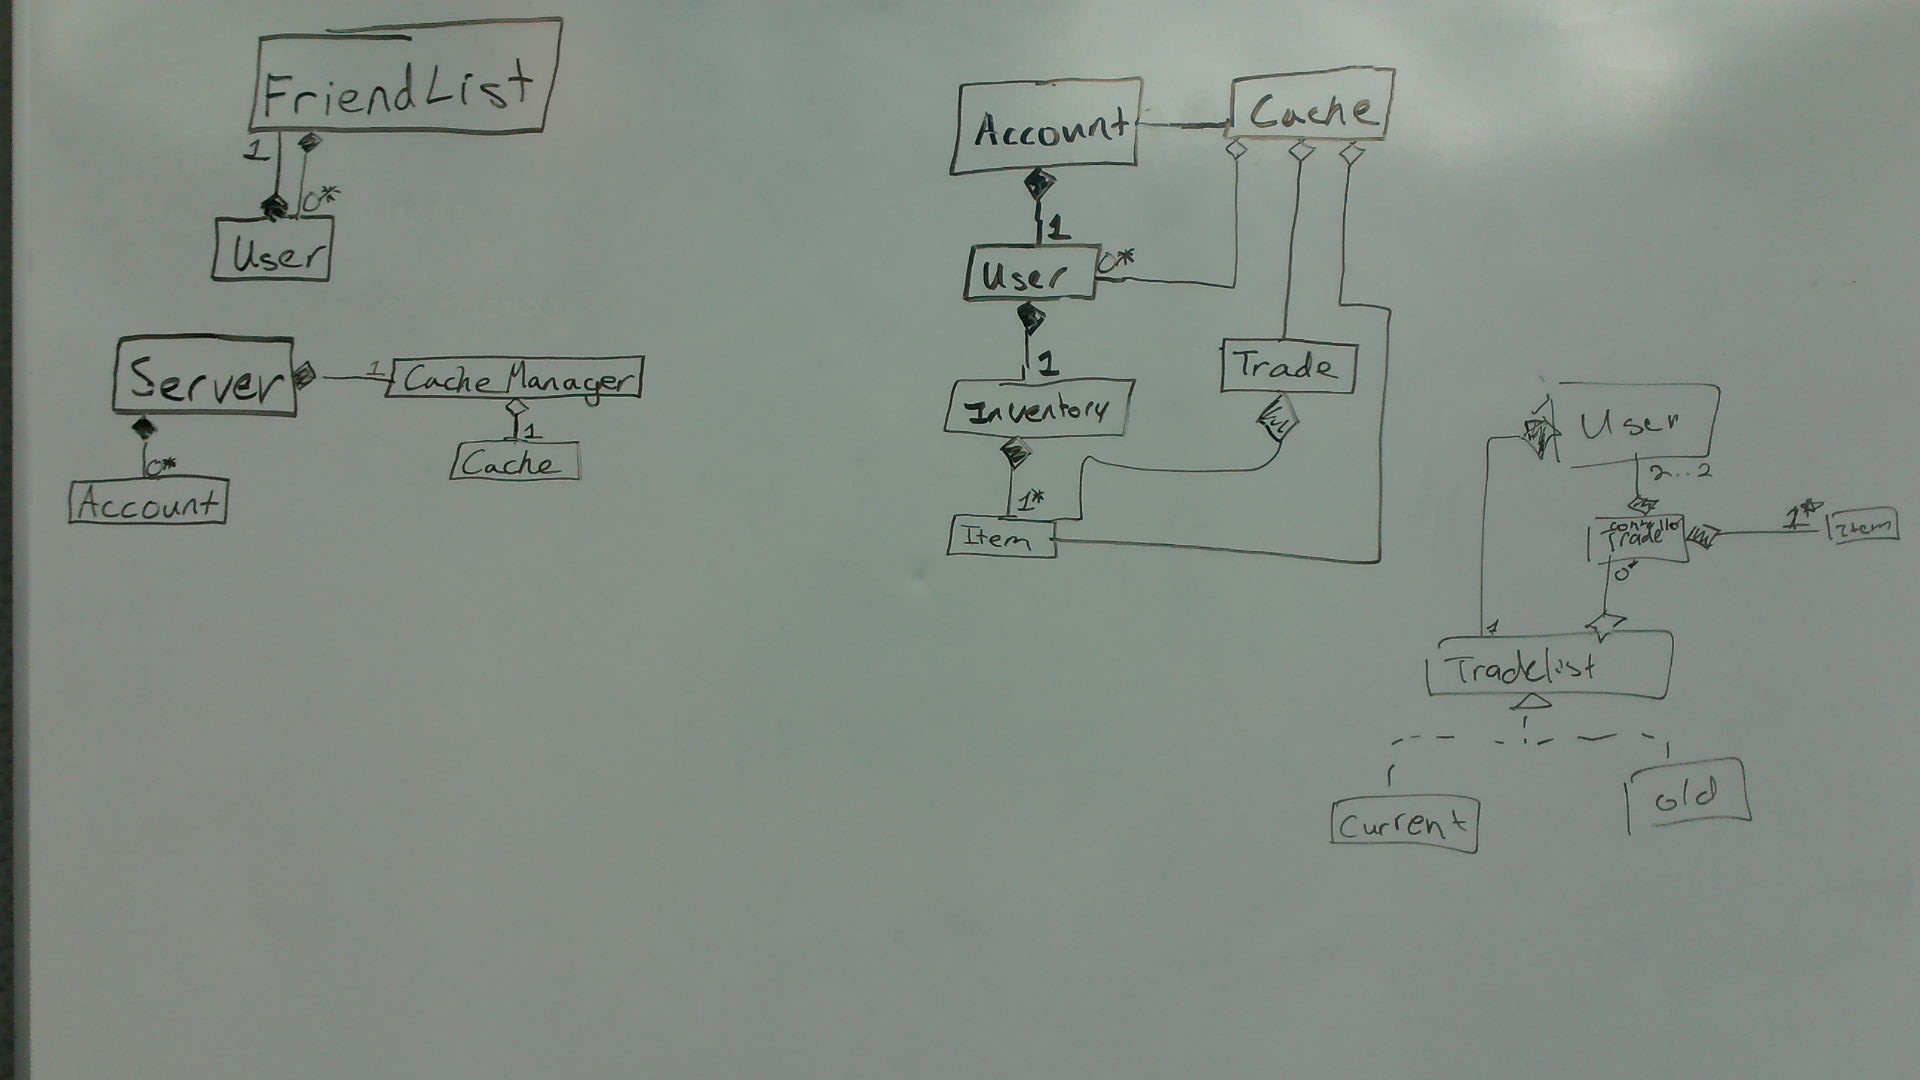 FriendList
1
0*
User
Server
1
Cache Manager
1
Cache
0*
Account
Account
Cache
1
User
0*
1
Inventory
Trade
1*
Item
User
2..2
Trade
1*
Item
0*
1
Tradelist
Current
old